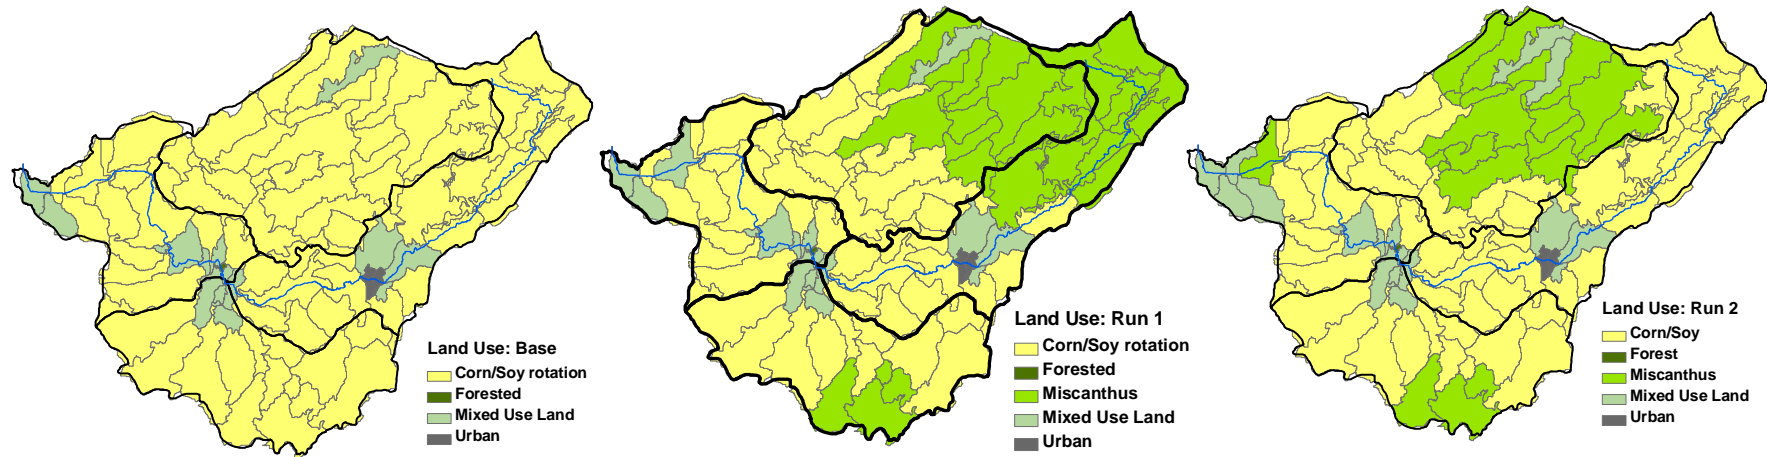 Land Use: Base
Corn/Soy rotation
Forested
Mixed Use Land
Urban
Land Use: Run 1
Corn/Soy rotation
Forested
Miscanthus
Mixed Use Land
Urban
Land Use: Run 2
Corn/Soy
Forest
Miscanthus
Mixed Use Land
Urban